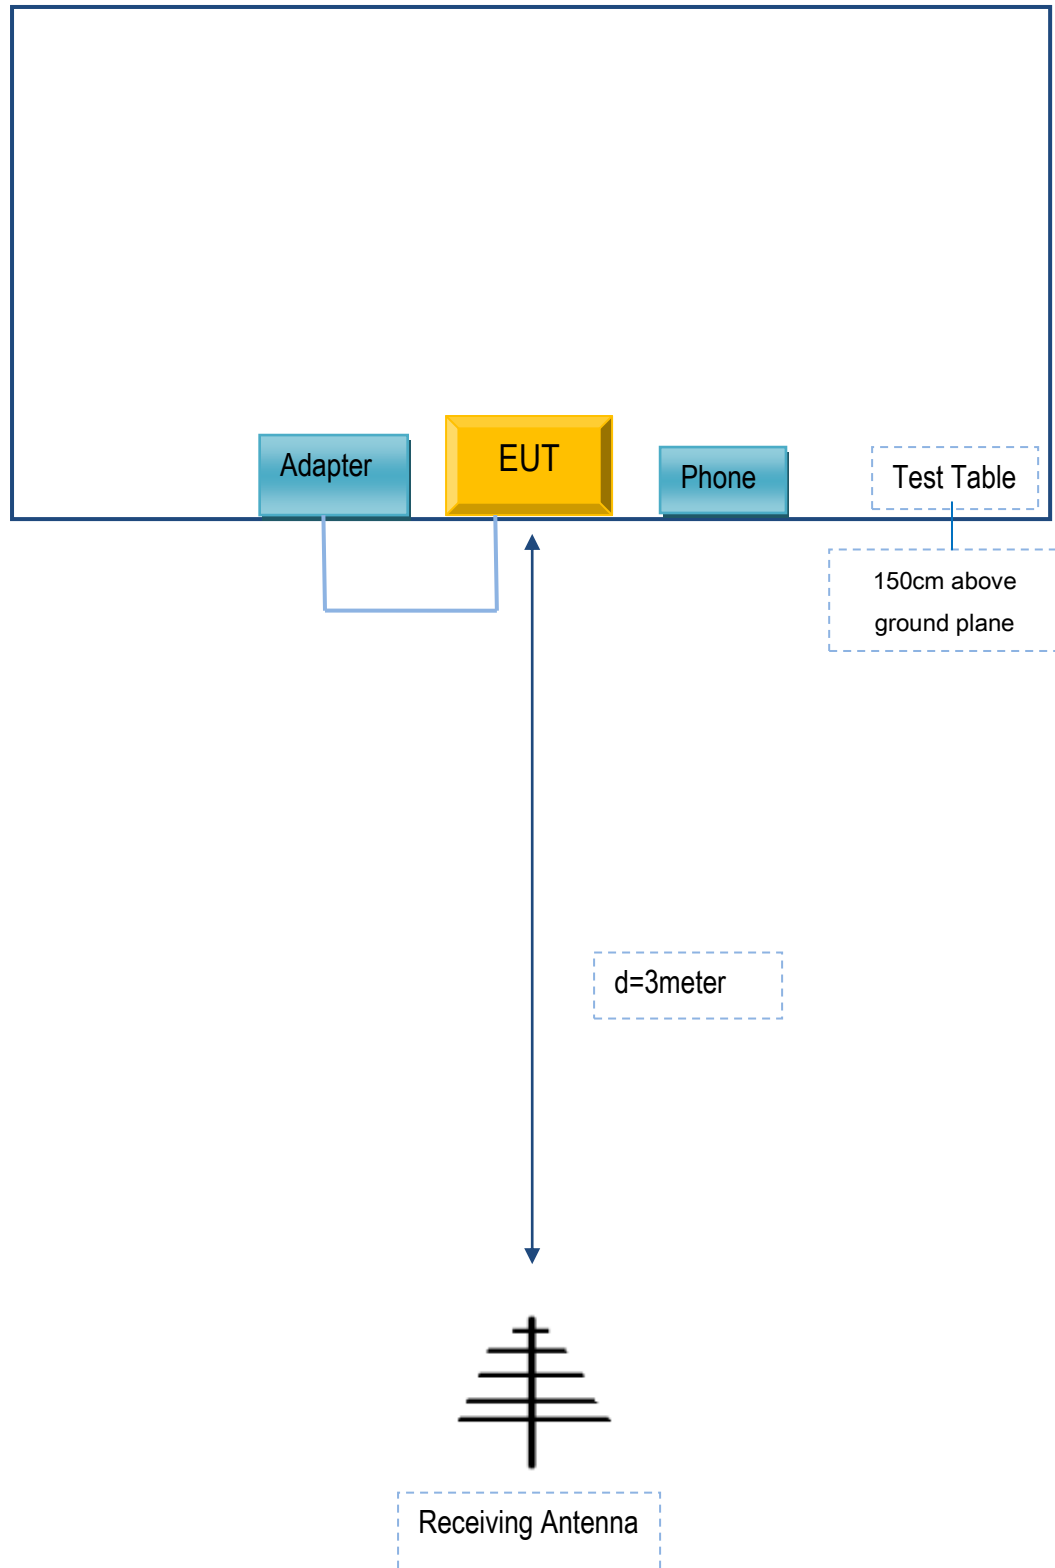 Adapter
EUT
Phone
Test Table
150cm above
ground plane
d=3meter
Receiving Antenna